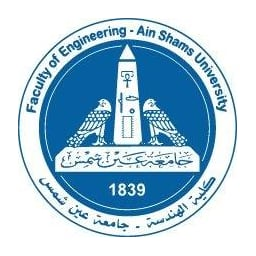 Faculty of Engineering - Ain Shams University
جامعة عين شمس
1839
كلية الهندسة - جامعة عين شمس